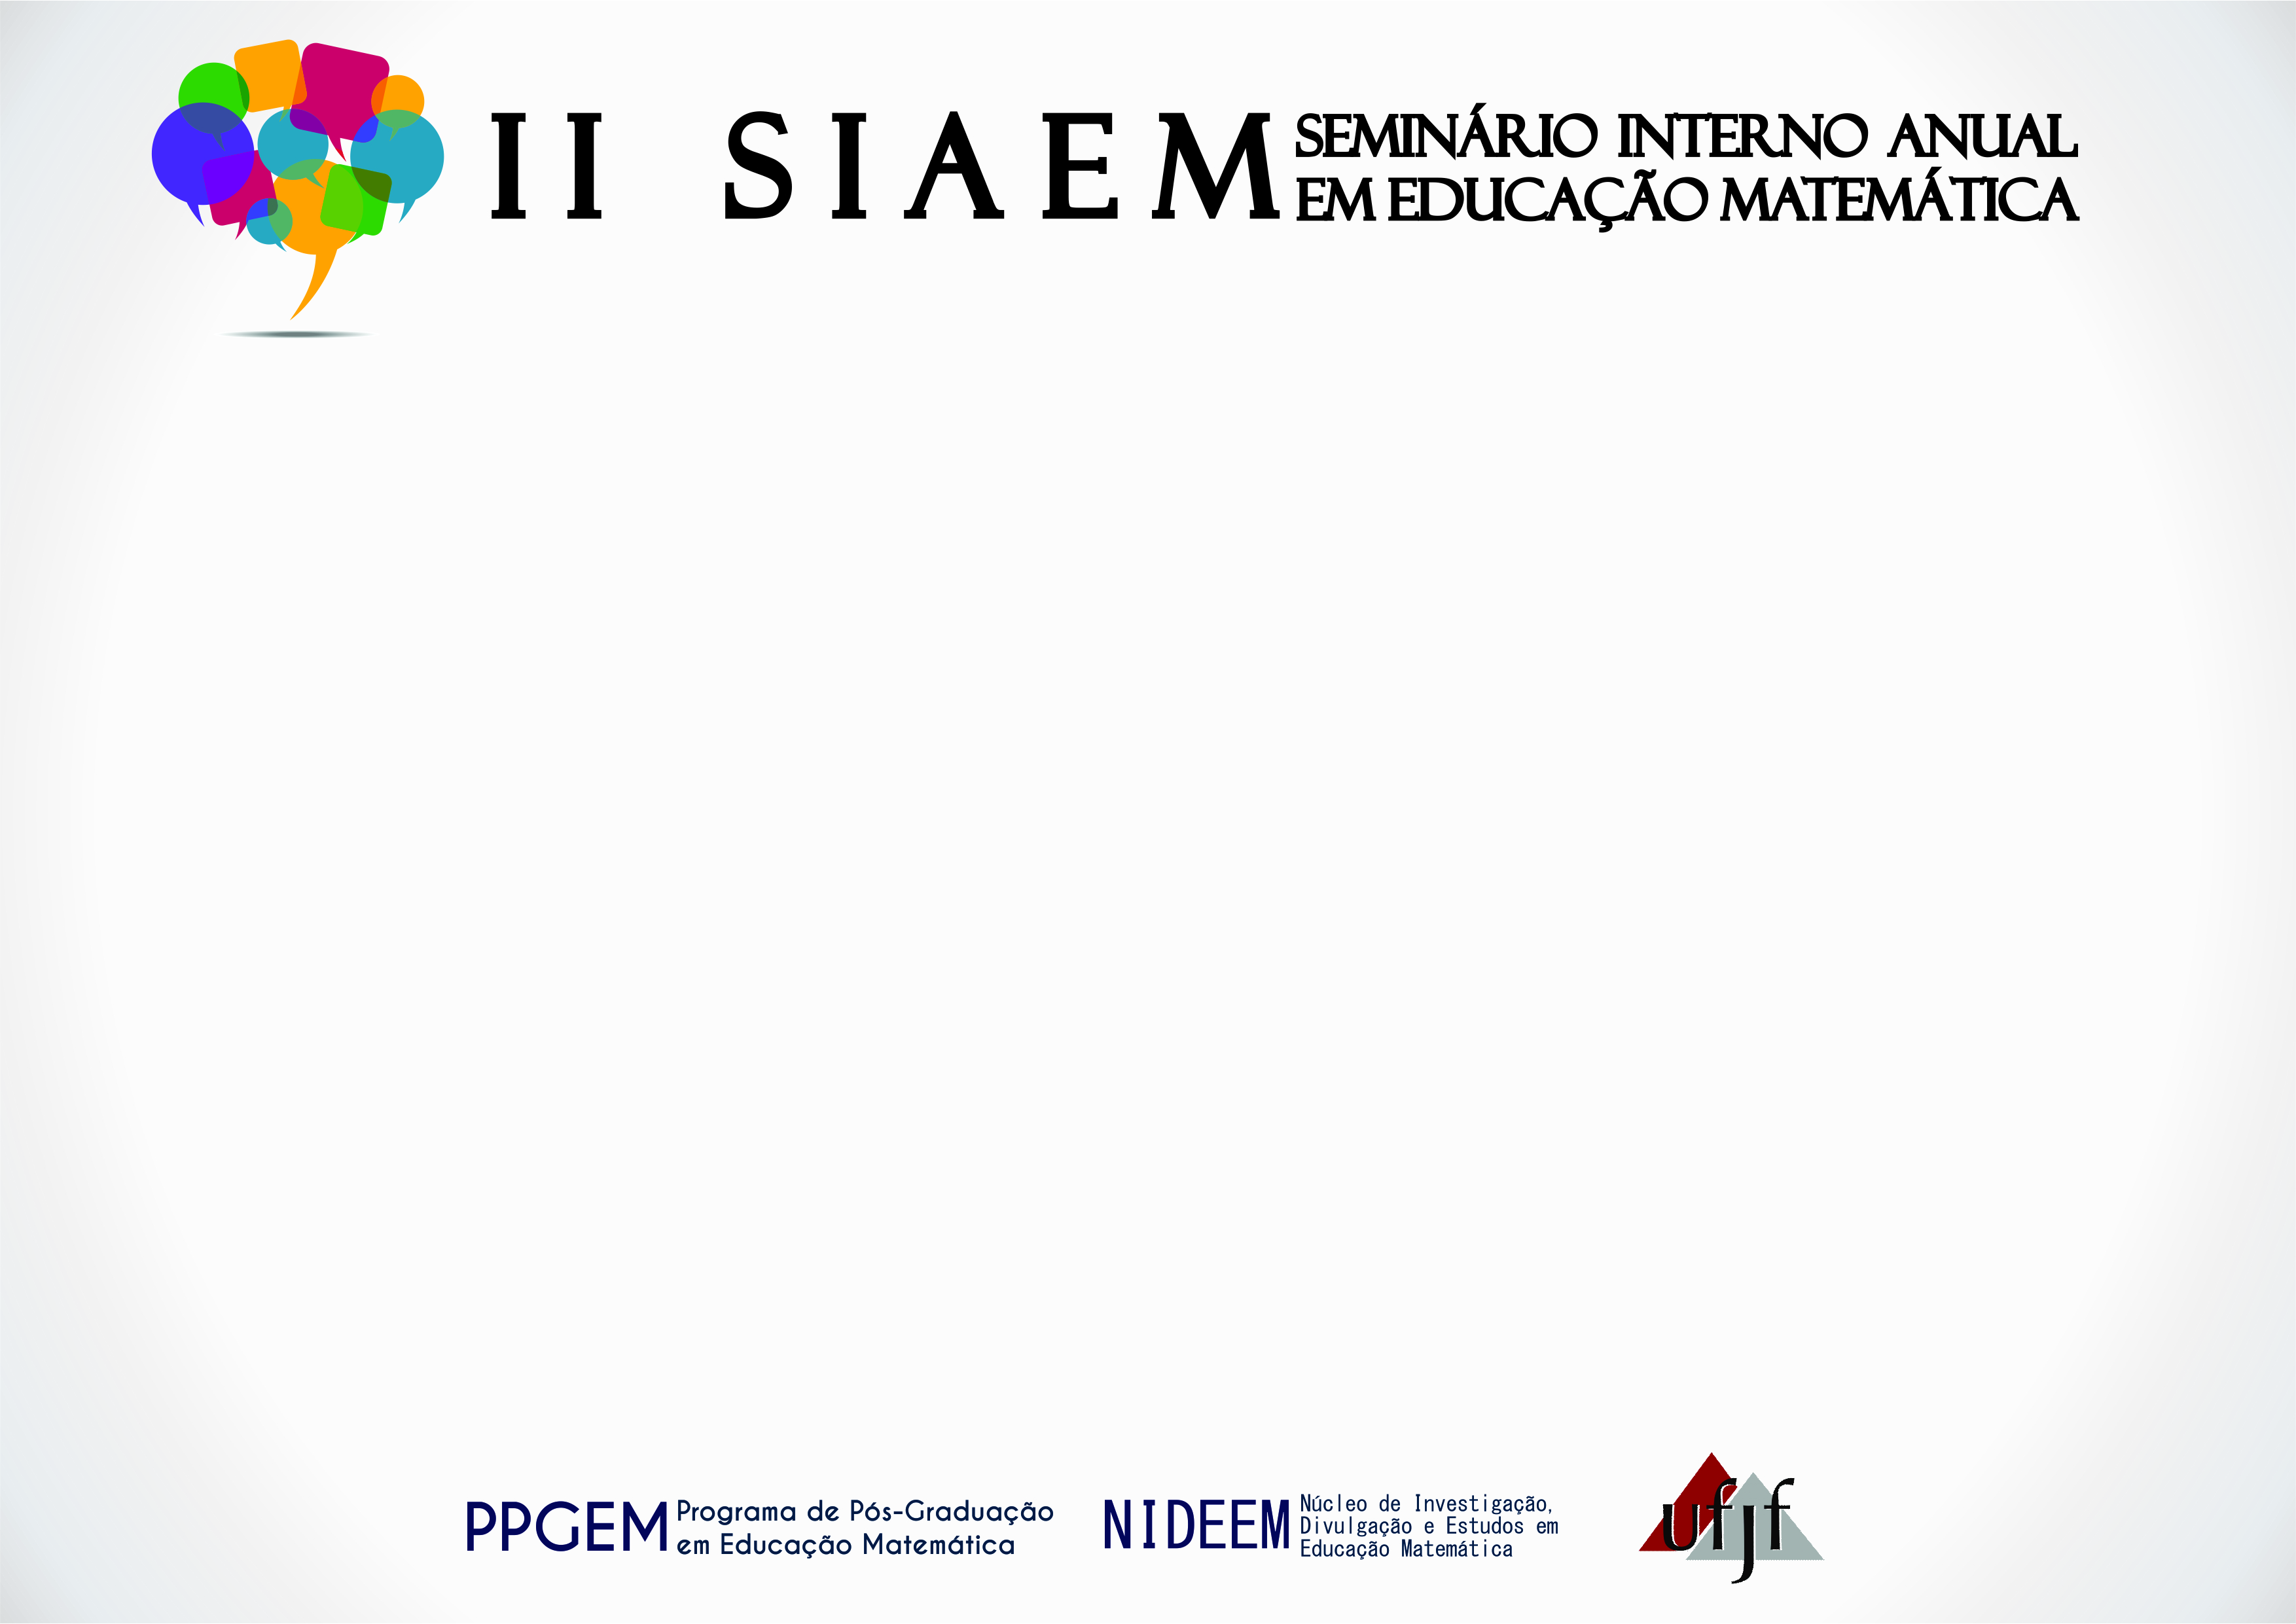 II SIAEM
SEMINÁRIO INTERNO ANUAL
EM EDUCAÇÃO MATEMÁTICA
PPGEM
Programa de Pós-Graduação
em Educação Matemática
NIDEEM
Núcleo de Investigação,
Divulgação e Estudos em
Educação Matemática
ufjf